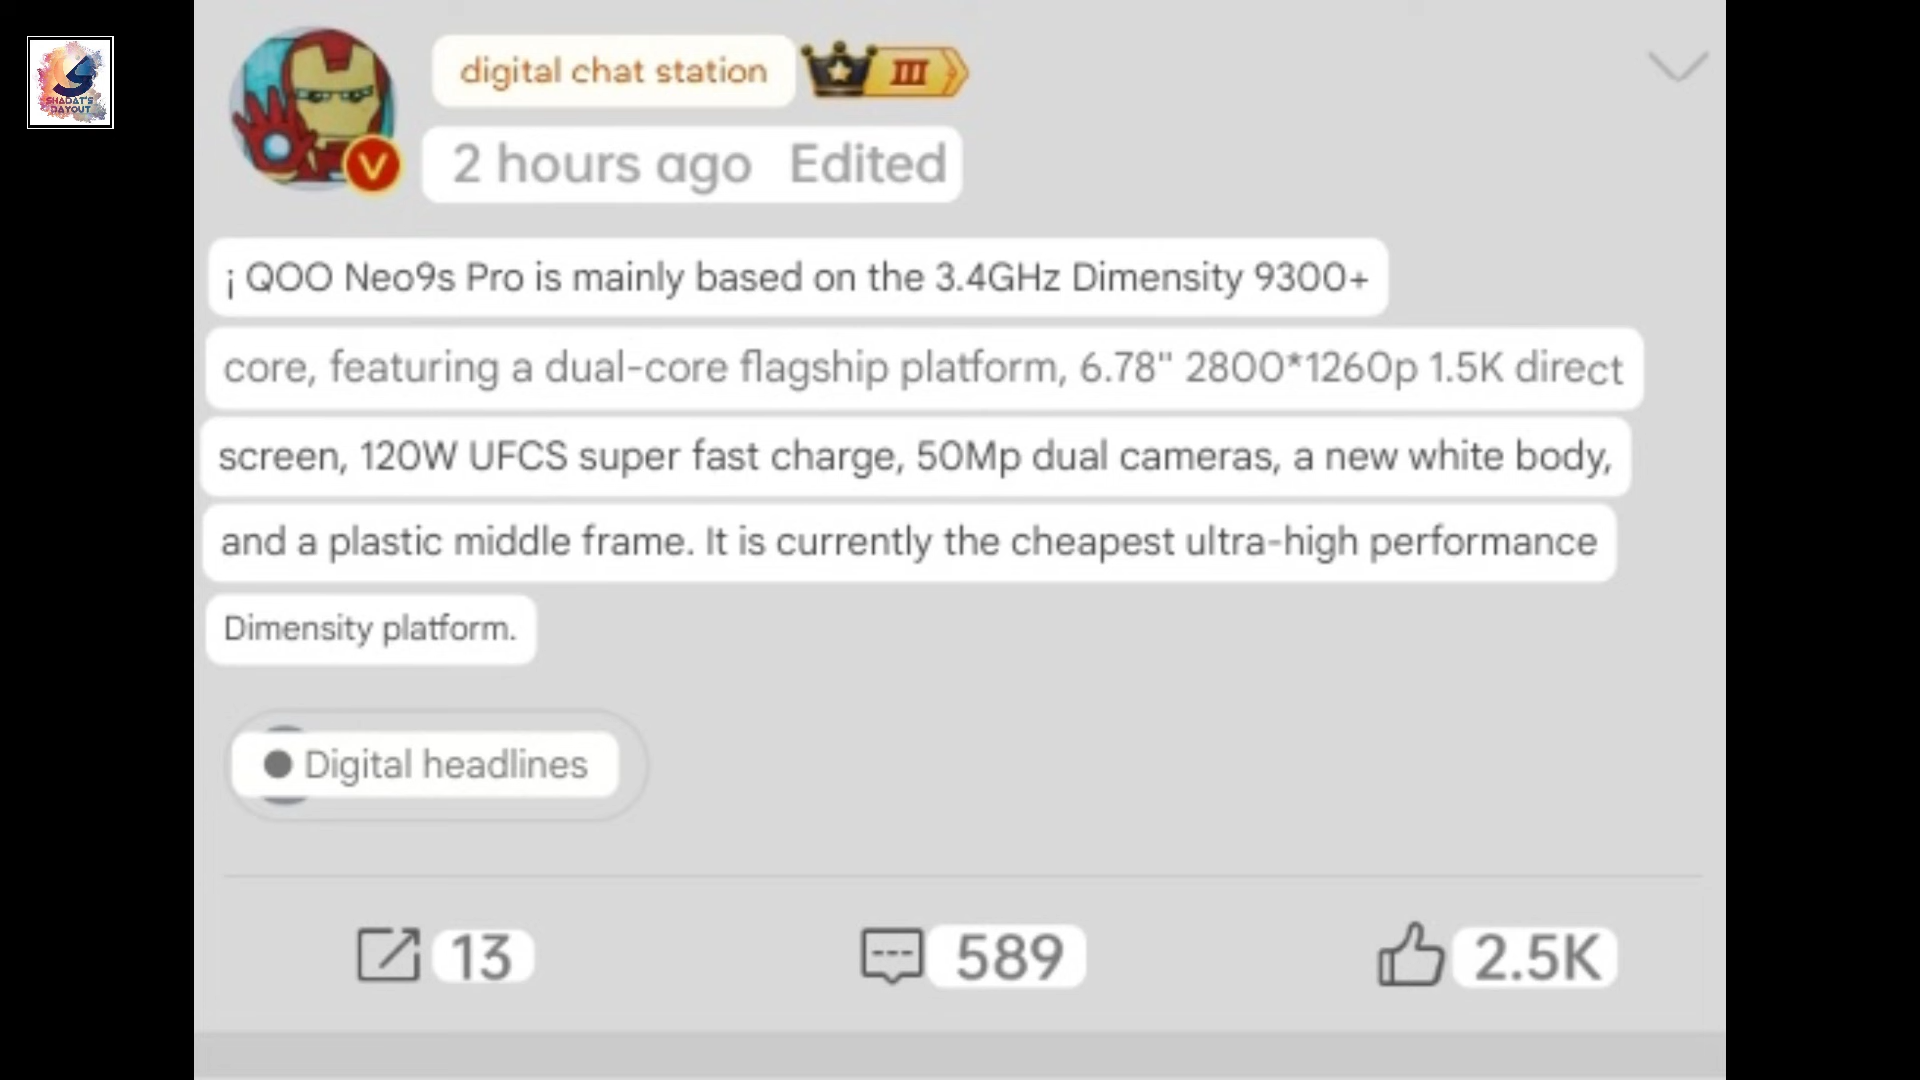 SHADAT'S
DAYOUT
digital chat station
III
2 hours ago Edited
V
¡ QOO Neo9s Pro is mainly based on the 3.4GHz Dimensity 9300+
core, featuring a dual-core flagship platform, 6.78" 2800*1260p 1.5K direct
screen, 120W UFCS super fast charge, 50Mp dual cameras, a new white body,
and a plastic middle frame. It is currently the cheapest ultra-high performance
Dimensity platform.
Digital headlines
13
589
2.5K